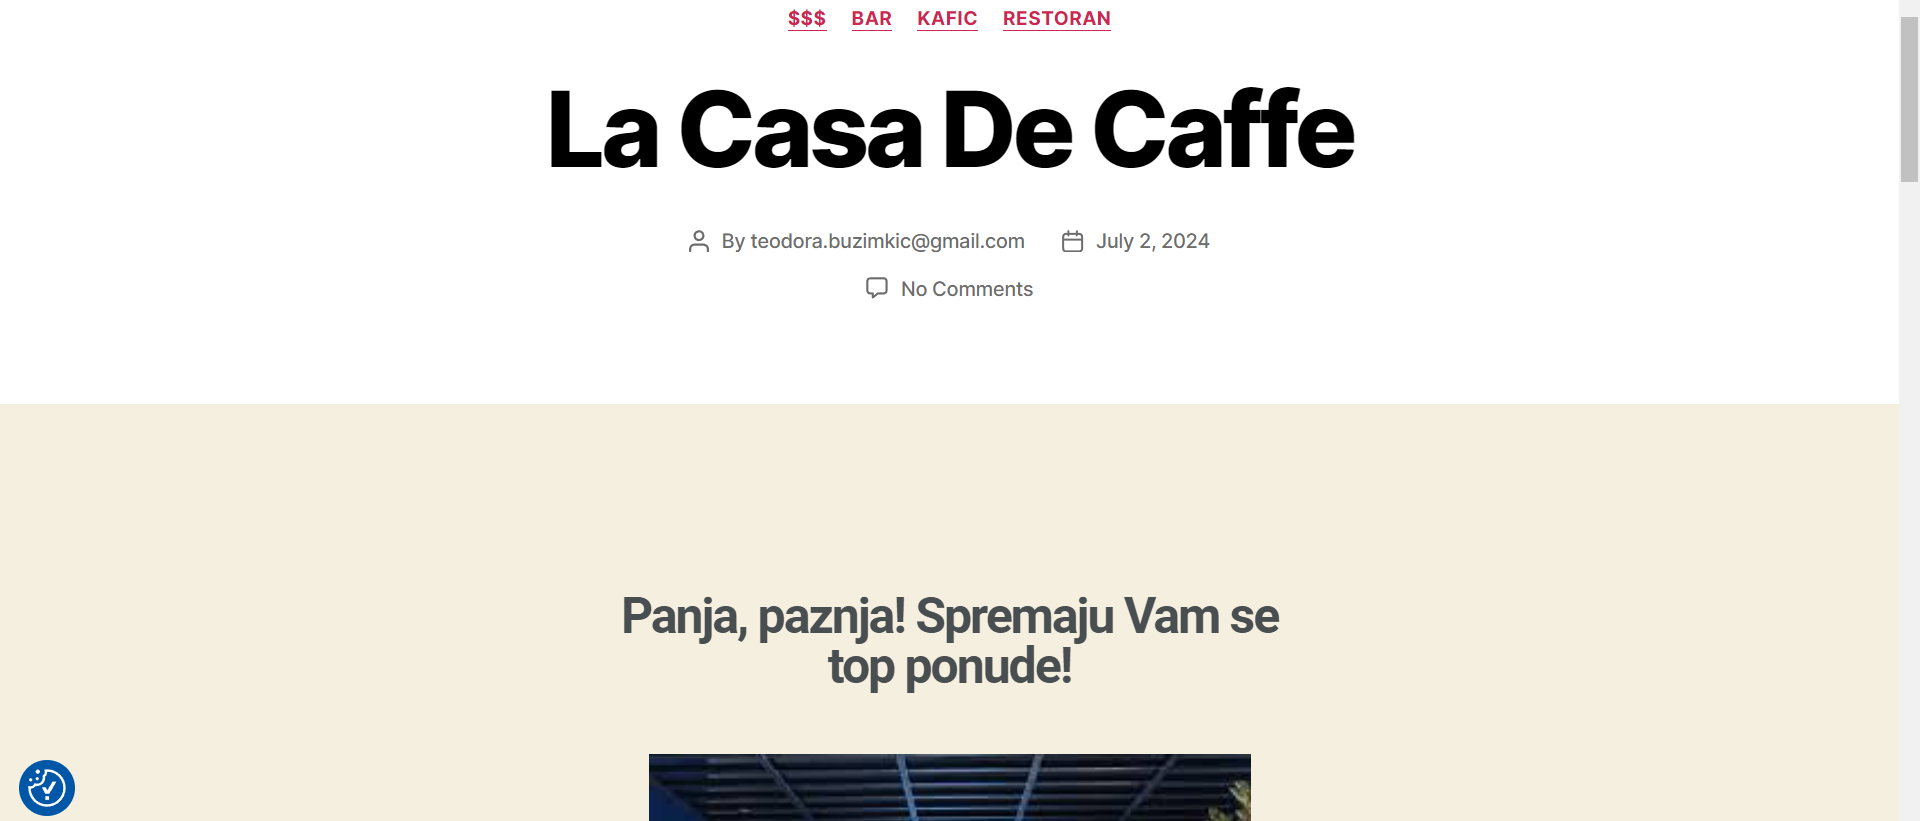 $$$ BAR KAFIC RESTORAN
La Casa De Caffe
By teodora.buzimkic@gmail.com July 2, 2024
No Comments
Panja, paznja! Spremaju Vam se
top ponude!